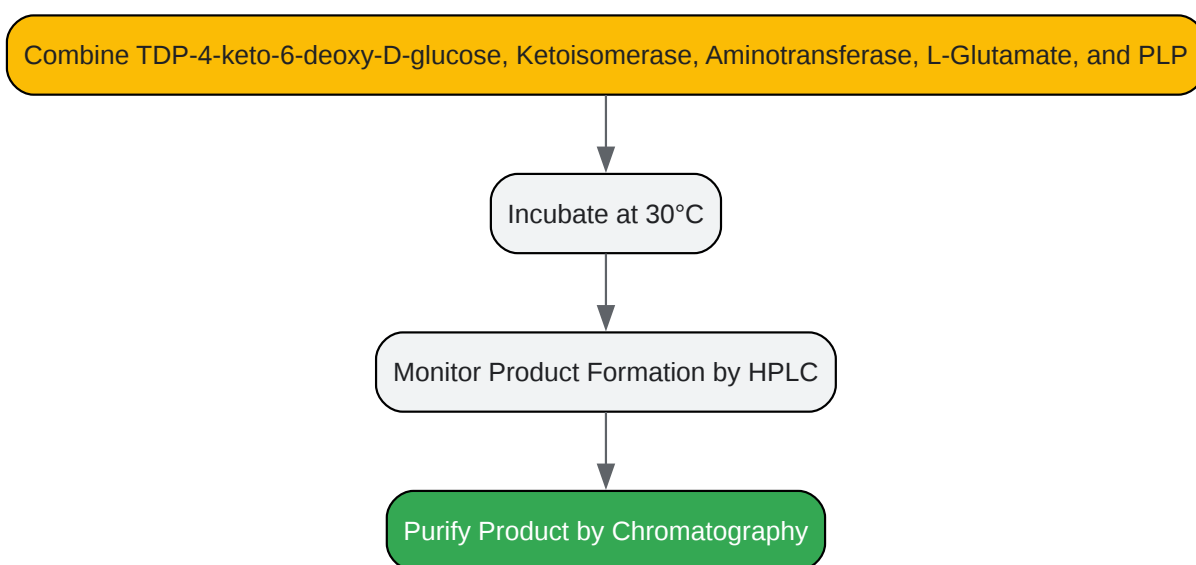 Combine TDP-4-keto-6-deoxy-D-glucose, Ketoisomerase, Aminotransferase, L-Glutamate, and PLP
Incubate at 30°C
Monitor Product Formation by HPLC
Purify Product by Chromatography